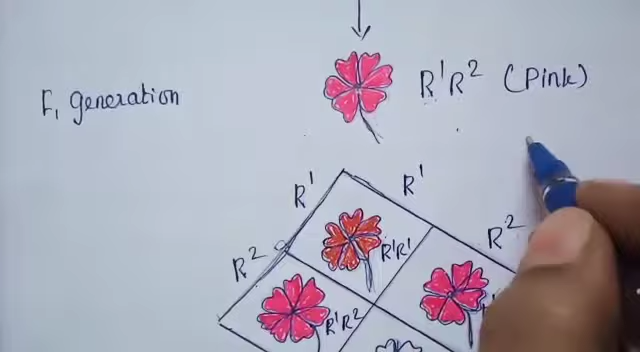 R¹R² (Pink)
F₁ generation
R¹ R¹
R² R¹R¹ R²
R¹R²